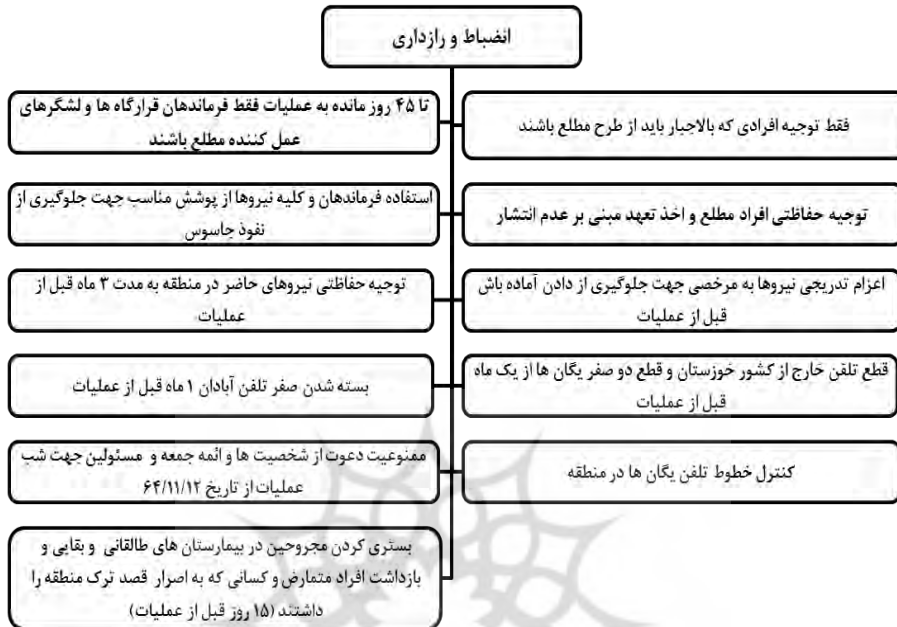 انضباط و رازداری
فقط توجیه افرادی که بالاجبار باید از طرح مطلع باشند
تا ۴۵ روز مانده به عملیات فقط فرماندهان قرارگاه ها و لشگرهای
عمل کننده مطلع باشند
توجیه حفاظتی افراد مطلع و اخذ تعهد مبنی بر عدم انتشار
استفاده فرماندهان و کلیه نیروها از پوشش مناسب جهت جلوگیری از
نفوذ جاسوس
اعزام تدریجی نیروها به مرخصی جهت جلوگیری از دادن آماده باش
قبل از عملیات
توجیه حفاظتی نیروهای حاضر در منطقه به مدت ۳ ماه قبل از
عملیات
قطع تلفن خارج از کشور خوزستان و قطع دو صفر یگان ها از یک ماه
قبل از عملیات
بسته شدن صفر تلفن آبادان ۱ ماه قبل از عملیات
کنترل خطوط تلفن یگان ها در منطقه
ممنوعیت دعوت از شخصیت ها و ائمه جمعه و مسئولین جهت شب
عملیات از تاریخ ۶۴/۱۱/۱۲
بستری کردن مجروحین در بیمارستان های طالقانی و بقایی و
بازداشت افراد متمارض و کسانی که به اصرار قصد ترک منطقه را
داشتند (۱۵ روز قبل از عملیات)